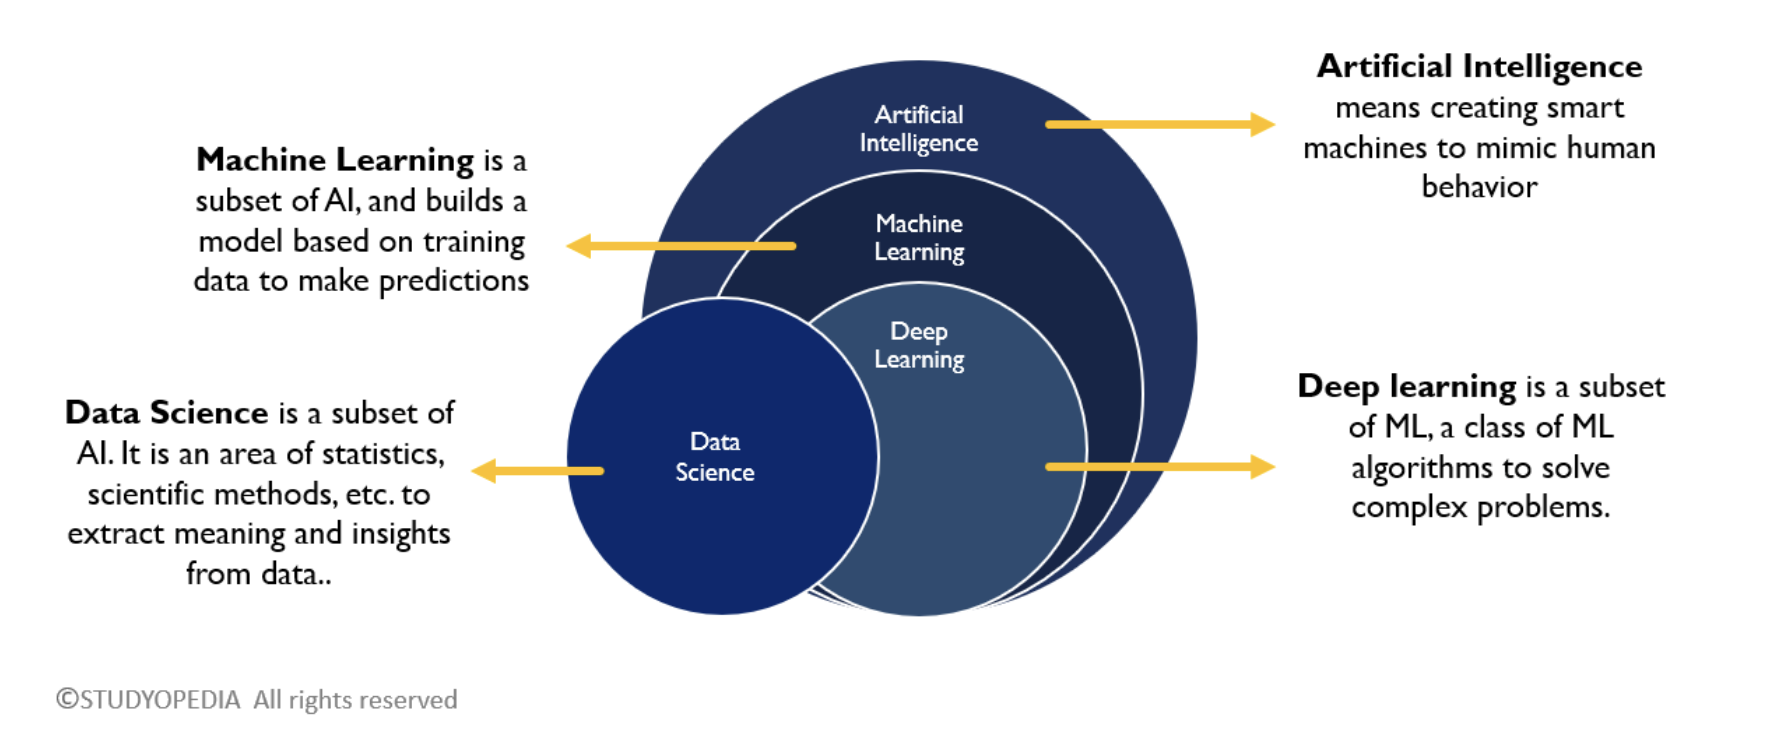 Artificial Intelligence
means creating smart
machines to mimic human
behavior
Artificial
Intelligence
Machine Learning is a
subset of AI, and builds a
model based on training
data to make predictions
Machine
Learning
Deep
Learning
Deep learning is a subset
of ML, a class of ML
algorithms to solve
complex problems.
Data Science is a subset of
AI. It is an area of statistics,
scientific methods, etc. to
extract meaning and insights
from data..
Data
Science
©STUDYOPEDIA All rights reserved